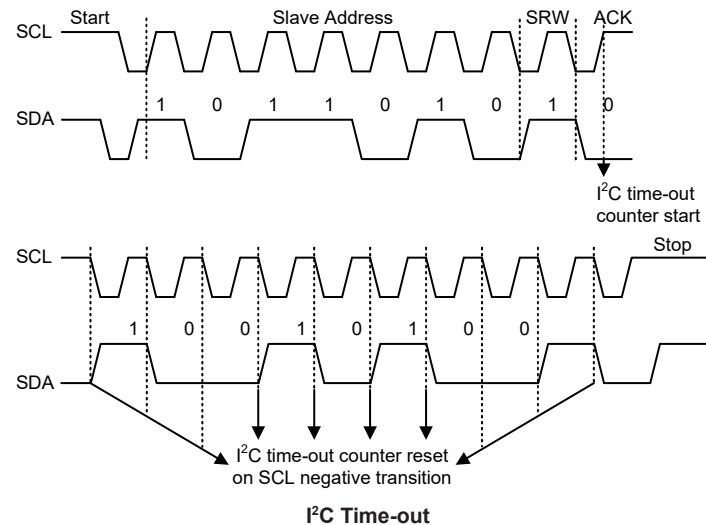 Start Slave Address SRW ACK
SCL
1 0 1 1 0 1 0 1 0
SDA
I²C time-out
counter start
Stop
SCL
1 0 0 1 0 1 0 0
SDA
I²C time-out counter reset
on SCL negative transition
I²C Time-out